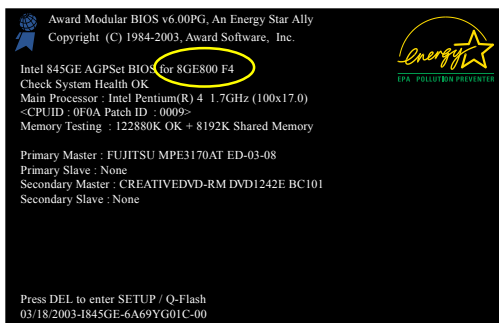 Award Modular BIOS v6.00PG, An Energy Star Ally
Copyright (C) 1984-2003, Award Software, Inc.
energy
EPA POLLUTION PREVENTER
Intel 845GE AGPSet BIOS for 8GE800 F4
Check System Health OK
Main Processor : Intel Pentium(R) 4 1.7GHz (100x17.0)
<CPUID : 0F0A Patch ID : 0009>
Memory Testing : 122880K OK + 8192K Shared Memory
Primary Master : FUJITSU MPE3170AT ED-03-08
Primary Slave : None
Secondary Master : CREATIVEDVD-RM DVD1242E BC101
Secondary Slave : None
Press DEL to enter SETUP / Q-Flash
03/18/2003-I845GE-6A69YG01C-00